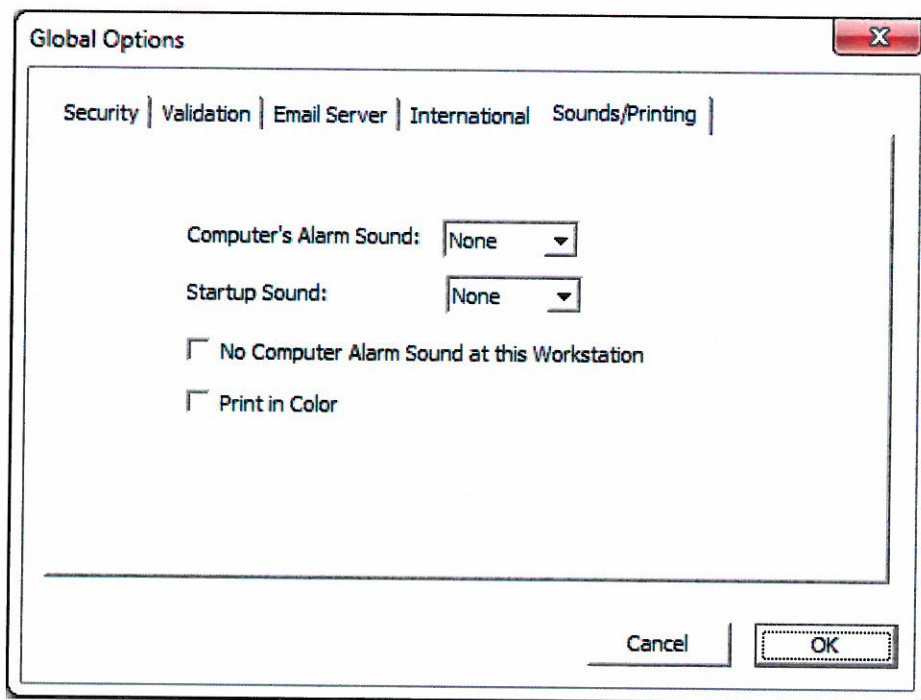 Global Options
Security Validation Email Server International Sounds/Printing
Computer's Alarm Sound: None
Startup Sound: None
No Computer Alarm Sound at this Workstation
Print in Color
Cancel OK